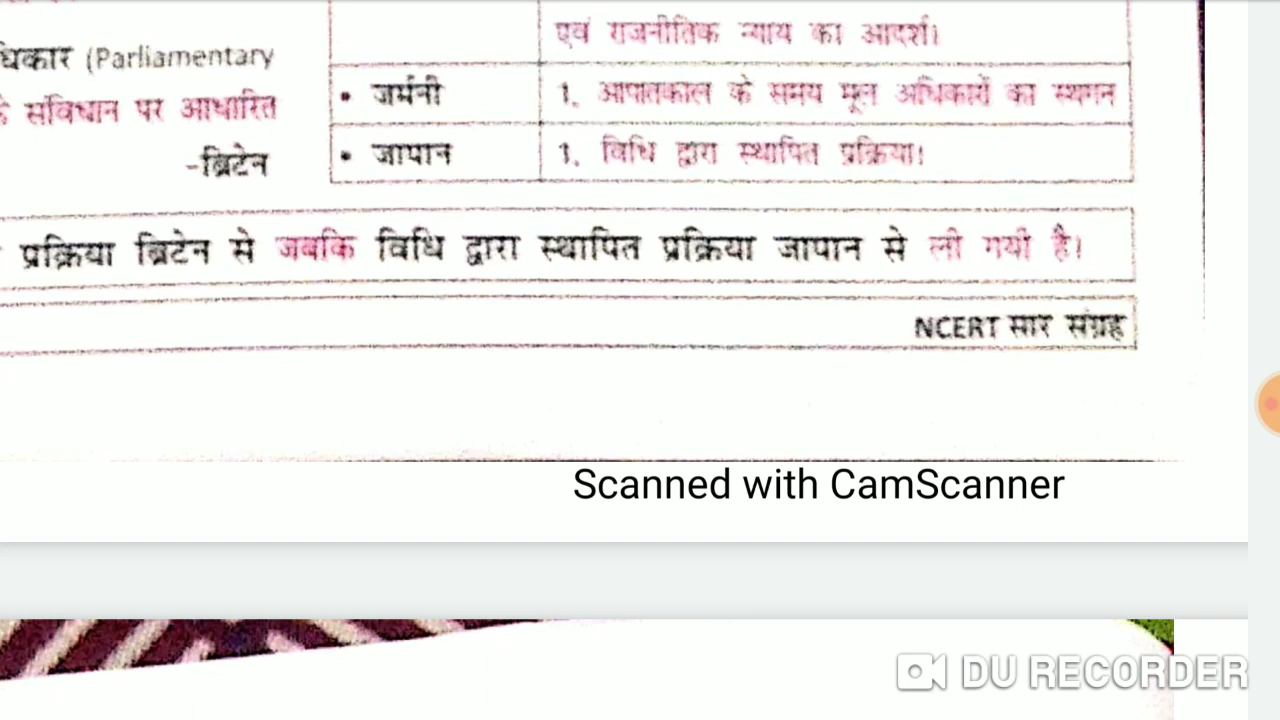 एवं राजनीतिक न्याय का आदर्श।
धिकार (Parliamentary
• जर्मनी 1. आपातकाल के समय मूल अधिकारों का स्थगन
के संविधान पर आधारित
• जापान 1. विधि द्वारा स्थापित प्रक्रिया।
-ब्रिटेन
प्रक्रिया ब्रिटेन से जबकि विधि द्वारा स्थापित प्रक्रिया जापान से ली गयी है।
NCERT सार संग्रह
Scanned with CamScanner
DU RECORDER